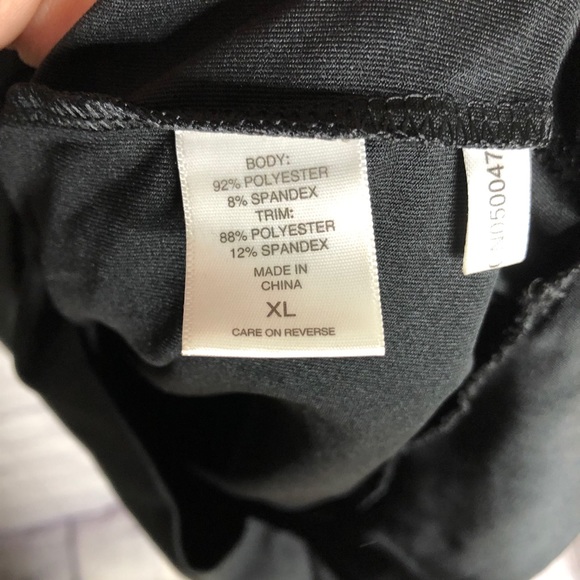 BODY:
92% POLYESTER
8% SPANDEX
TRIM:
88% POLYESTER
12% SPANDEX
MADE IN
CHINA
XL
CARE ON REVERSE